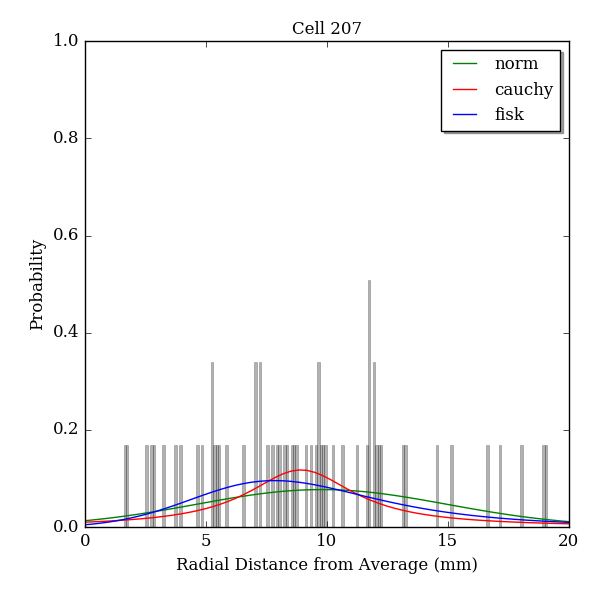 Cell 207
1.0
0.8
0.6
0.4
0.2
0.0
Probability
norm
cauchy
fisk
0 5 10 15 20
Radial Distance from Average (mm)